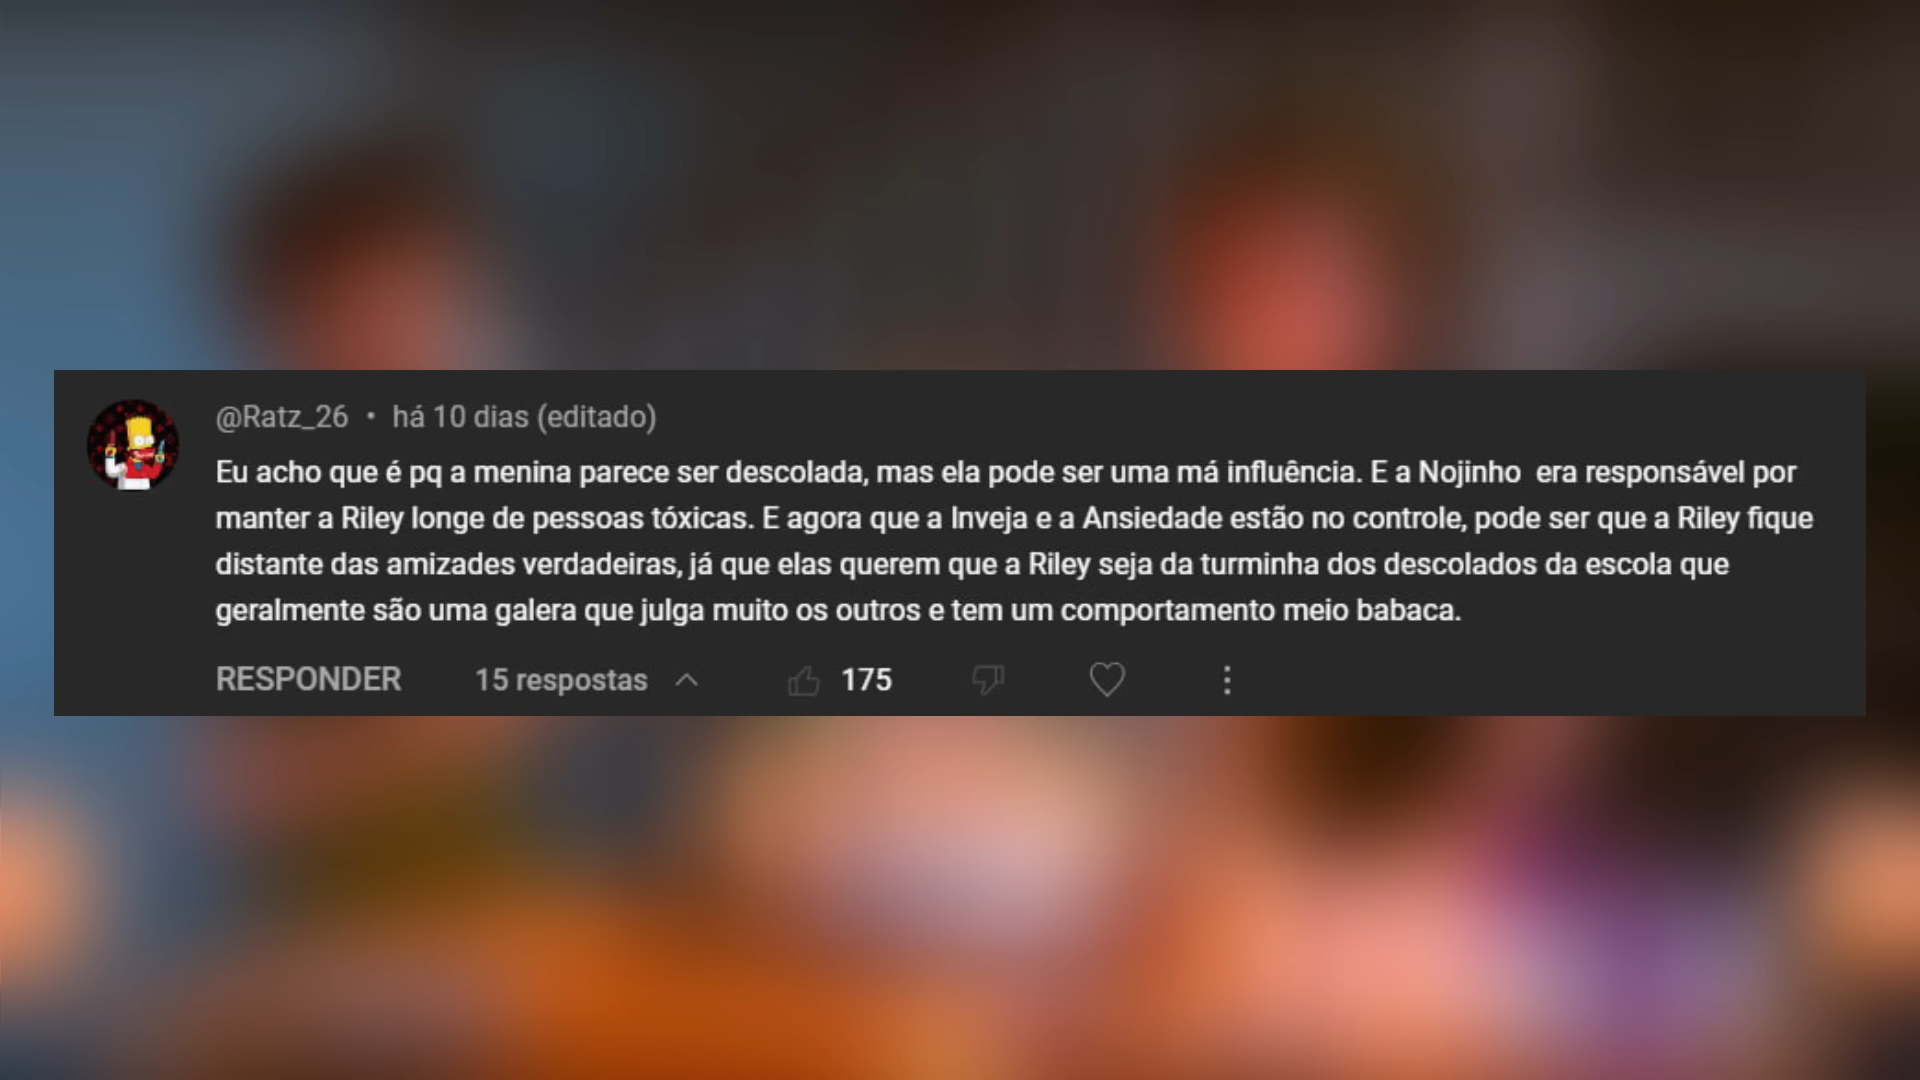 @Ratz_26 • há 10 dias (editado)
Eu acho que é pq a menina parece ser descolada, mas ela pode ser uma má influência. E a Nojinho  era responsável por
manter a Riley longe de pessoas tóxicas. E agora que a Inveja e a Ansiedade estão no controle, pode ser que a Riley fique
distante das amizades verdadeiras, já que elas querem que a Riley seja da turminha dos descolados da escola que
geralmente são uma galera que julga muito os outros e tem um comportamento meio babaca.
RESPONDER 15 respostas 175